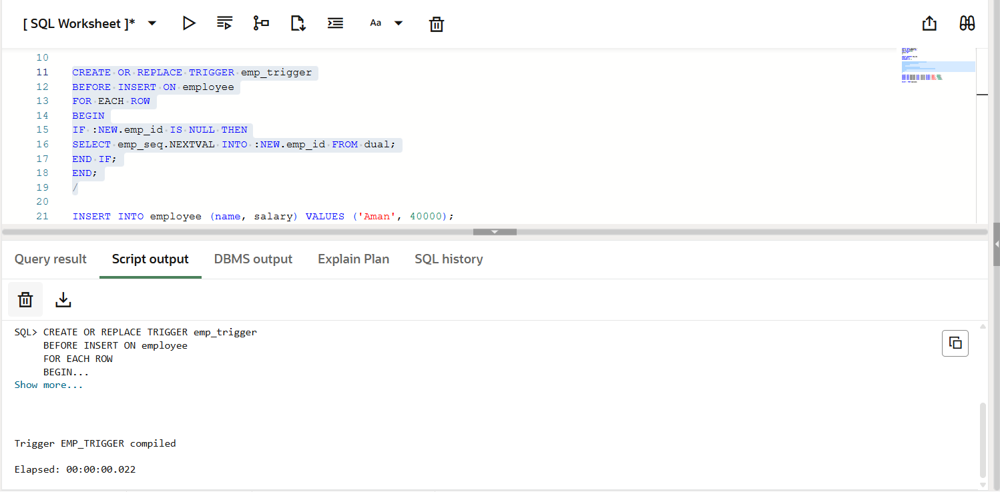 [ SQL Worksheet ]*
Aa
10
11 CREATE OR REPLACE TRIGGER emp_trigger
12 BEFORE INSERT ON employee
13 FOR EACH ROW
14 BEGIN
15 IF :NEW.emp_id IS NULL THEN
16 SELECT emp_seq.NEXTVAL INTO :NEW.emp_id FROM dual;
17 END IF;
18 END;
19 /
20
21 INSERT INTO employee (name, salary) VALUES ('Aman', 40000);
Query result Script output DBMS output Explain Plan SQL history
SQL> CREATE OR REPLACE TRIGGER emp_trigger
BEFORE INSERT ON employee
FOR EACH ROW
BEGIN...
Show more...
Trigger EMP_TRIGGER compiled
Elapsed: 00:00:00.022